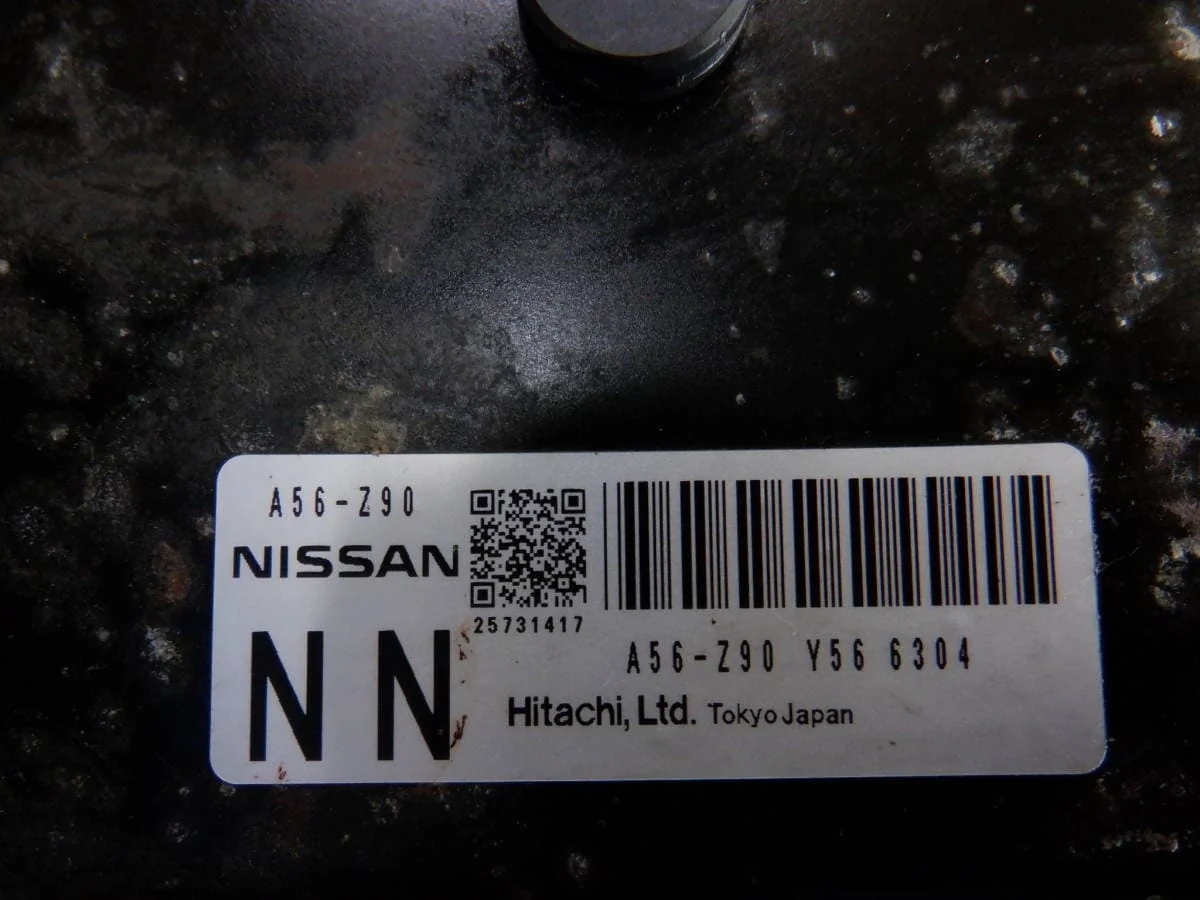 A56-Z90
NISSAN
NN
25731417
A56-Z90 Y56 6304
Hitachi, Ltd. Tokyo Japan